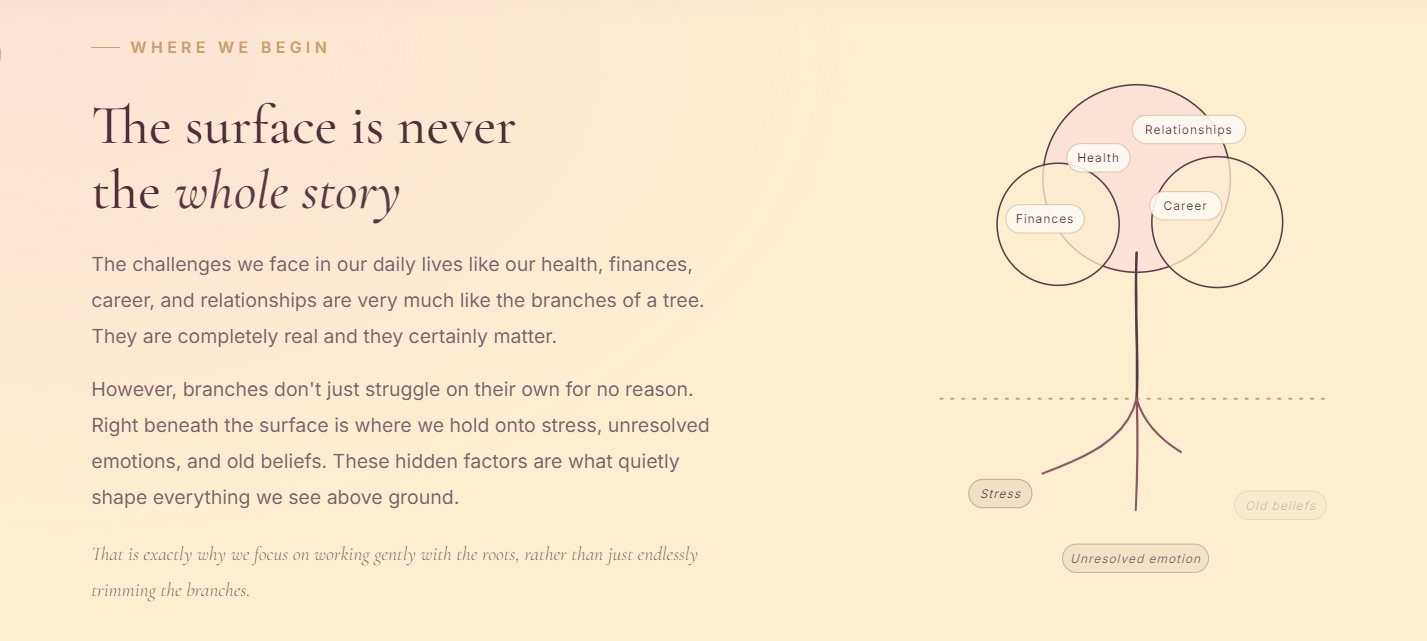 WHERE WE BEGIN
The surface is never
the whole story
The challenges we face in our daily lives like our health, finances,
career, and relationships are very much like the branches of a tree.
They are completely real and they certainly matter.
However, branches don't just struggle on their own for no reason.
Right beneath the surface is where we hold onto stress, unresolved
emotions, and old beliefs. These hidden factors are what quietly
shape everything we see above ground.
That is exactly why we focus on working gently with the roots, rather than just endlessly
trimming the branches.
Relationships
Health
Career
Finances
Stress
Old beliefs
Unresolved emotion